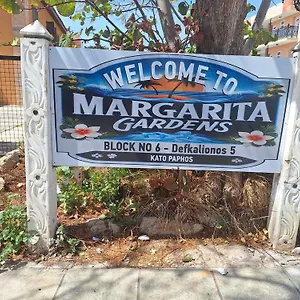 WELCOME TO
MARGARITA
GARDENS
BLOCK NO 6 - Defkalionos 5
KATO PAPHOS